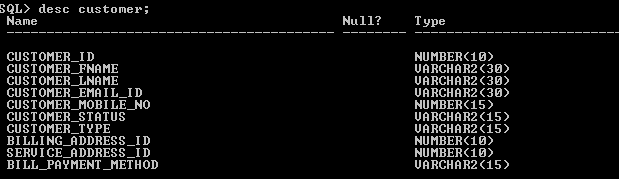 SQL> desc customer;
Name Null? Type
----------------------------------------- -------- ----------------------------
CUSTOMER_ID NUMBER(10)
CUSTOMER_FNAME VARCHAR2(30)
CUSTOMER_LNAME VARCHAR2(30)
CUSTOMER_EMAIL_ID VARCHAR2(30)
CUSTOMER_MOBILE_NO NUMBER(15)
CUSTOMER_STATUS VARCHAR2(15)
CUSTOMER_TYPE VARCHAR2(15)
BILLING_ADDRESS_ID NUMBER(10)
SERVICE_ADDRESS_ID NUMBER(10)
BILL_PAYMENT_METHOD VARCHAR2(15)